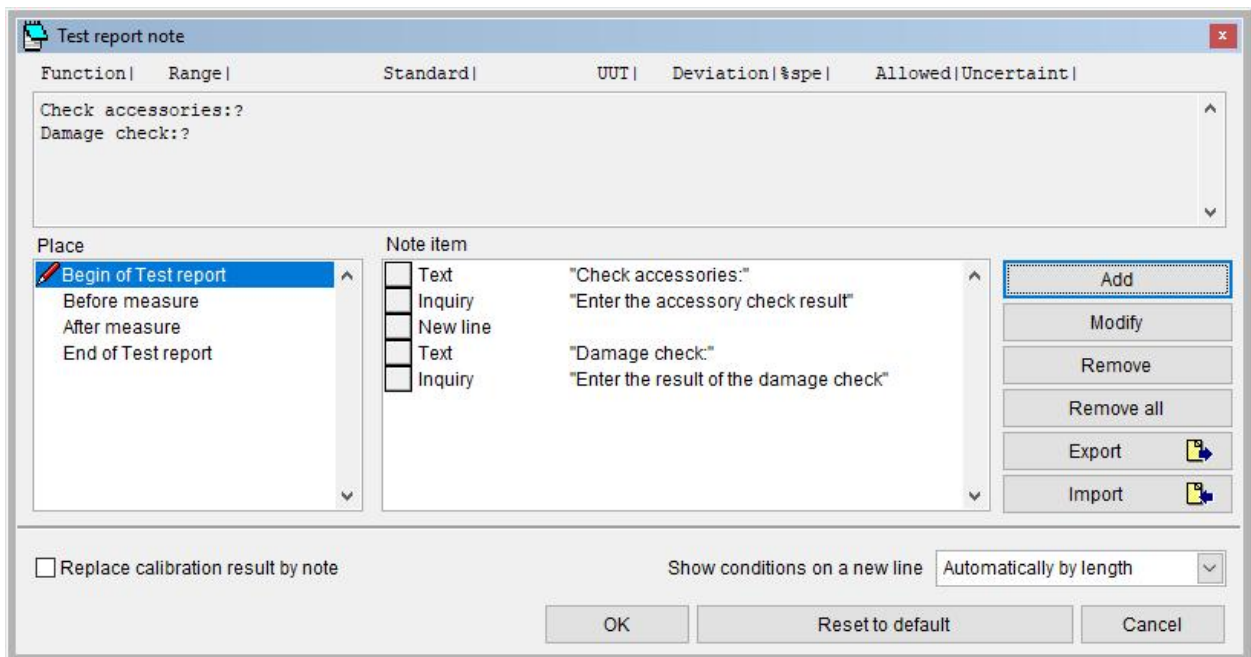 Test report note
Function| Range| Standard| UUT| Deviation|%spe| Allowed|Uncertaint|
Check accessories:?
Damage check:?
Place
Begin of Test report
Before measure
After measure
End of Test report
Note item
Text "Check accessories:"
Inquiry "Enter the accessory check result"
New line
Text "Damage check:"
Inquiry "Enter the result of the damage check"
Add
Modify
Remove
Remove all
Export
Import
Replace calibration result by note
Show conditions on a new line Automatically by length
OK Reset to default Cancel